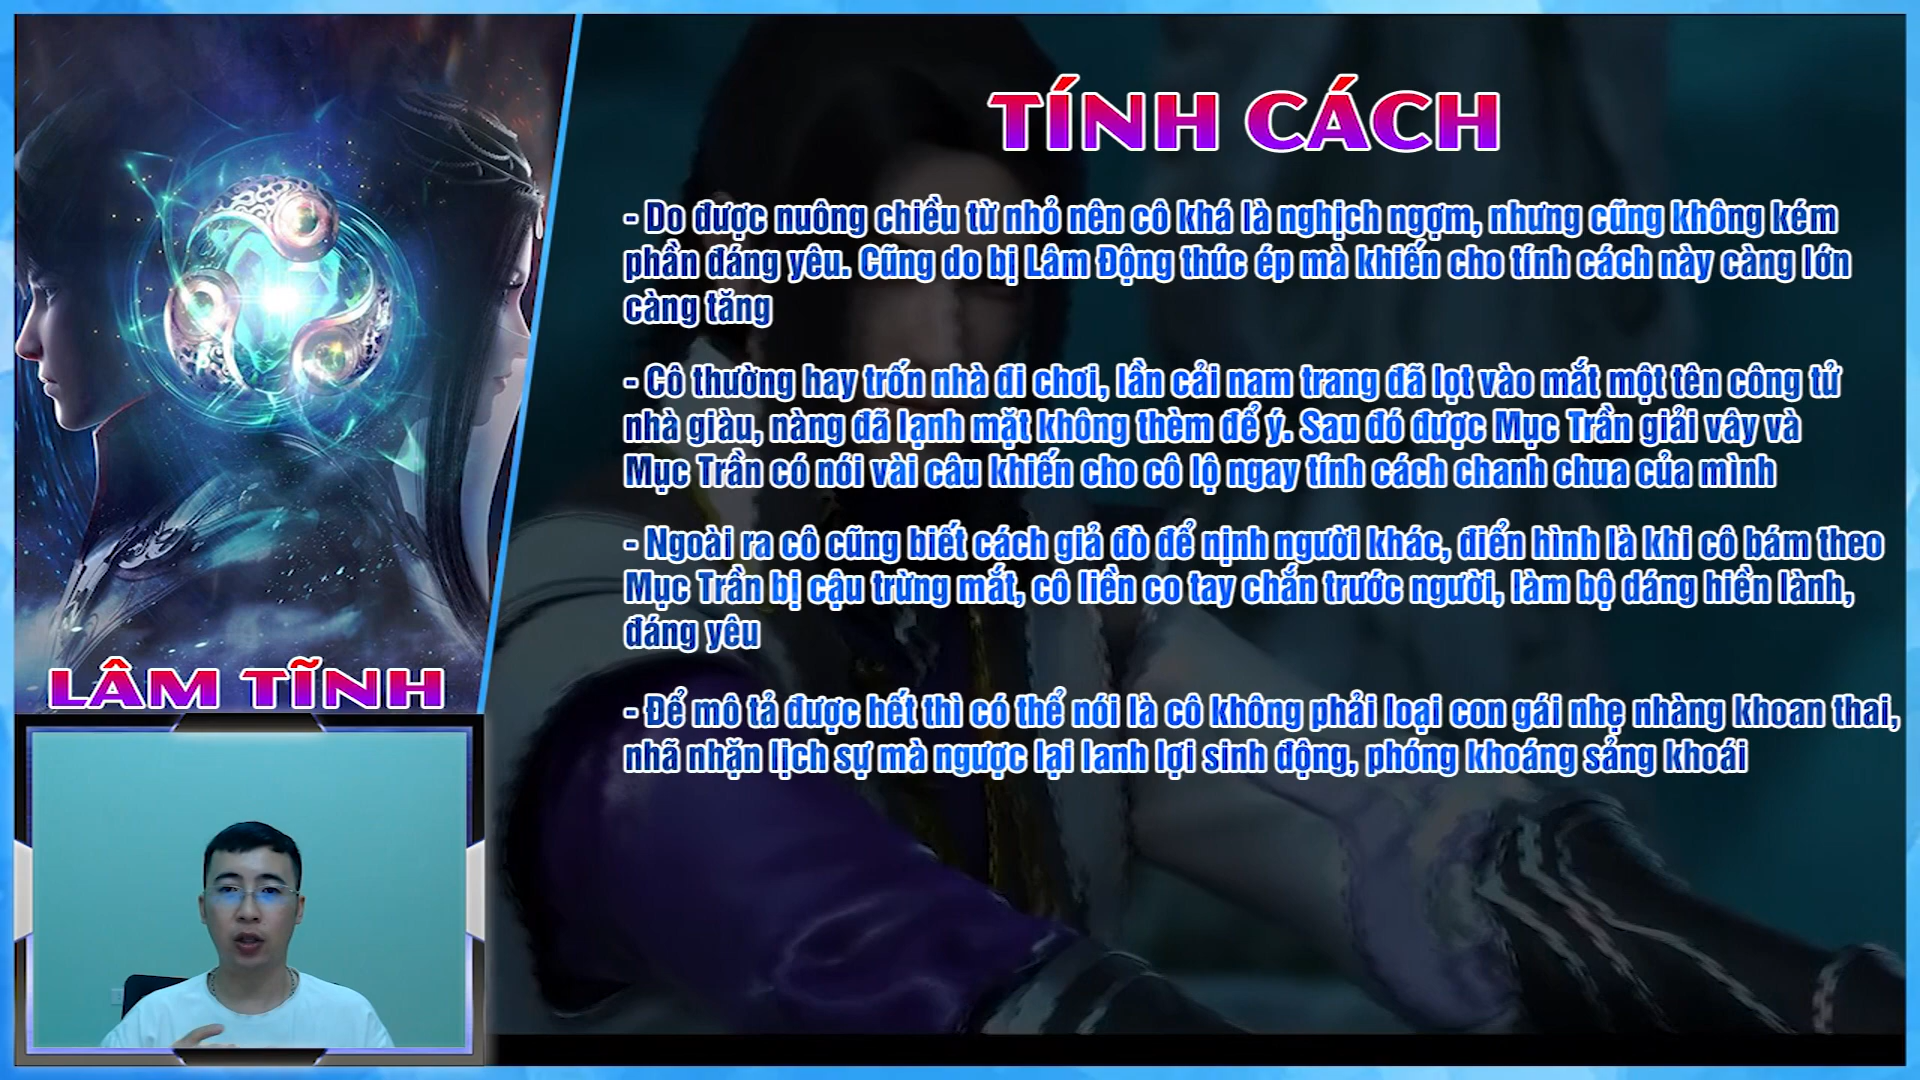 TÍNH CÁCH
- Do được nuông chiều từ nhỏ nên cô khá là nghịch ngợm, nhưng cũng không kém
phần đáng yêu. Cũng do bị Lâm Động thúc ép mà khiến cho tính cách này càng lớn
càng tăng
- Cô thường hay trốn nhà đi chơi, lần cải nam trang đã lọt vào mắt một tên công tử
nhà giàu, nàng đã lạnh mặt không thèm để ý. Sau đó được Mục Trần giải vây và
Mục Trần có nói vài câu khiến cho cô lộ ngay tính cách chanh chua của mình
- Ngoài ra cô cũng biết cách giả đò để nịnh người khác, điển hình là khi cô bám theo
Mục Trần bị cậu trừng mắt, cô liền co tay chắn trước người, làm bộ dáng hiền lành,
đáng yêu
- Để mô tả được hết thì có thể nói là cô không phải loại con gái nhẹ nhàng khoan thai,
nhã nhặn lịch sự mà ngược lại lanh lợi sinh động, phóng khoáng sảng khoái
LÂM TĨNH